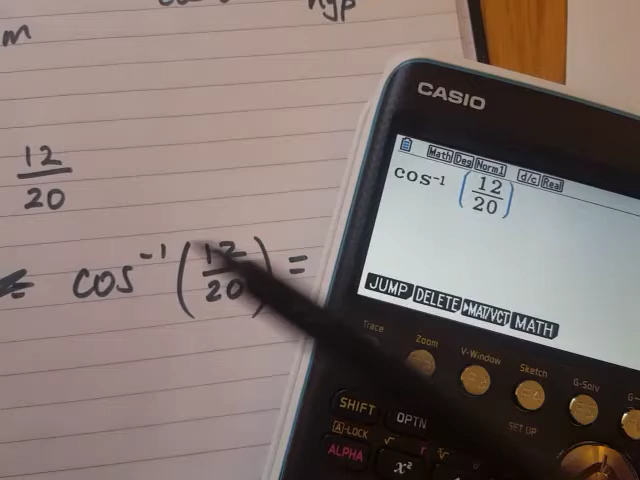 m
hyp
12
20
cos⁻¹ (12/20) =
CASIO
Math Deg Norm1 d/c Real
cos⁻¹ (12/20)
JUMP DELETE ▶MAT/VCT MATH
Trace Zoom V-Window Sketch G-Solv G-
SET UP
SHIFT OPTN
A-LOCK √ r
ALPHA x²